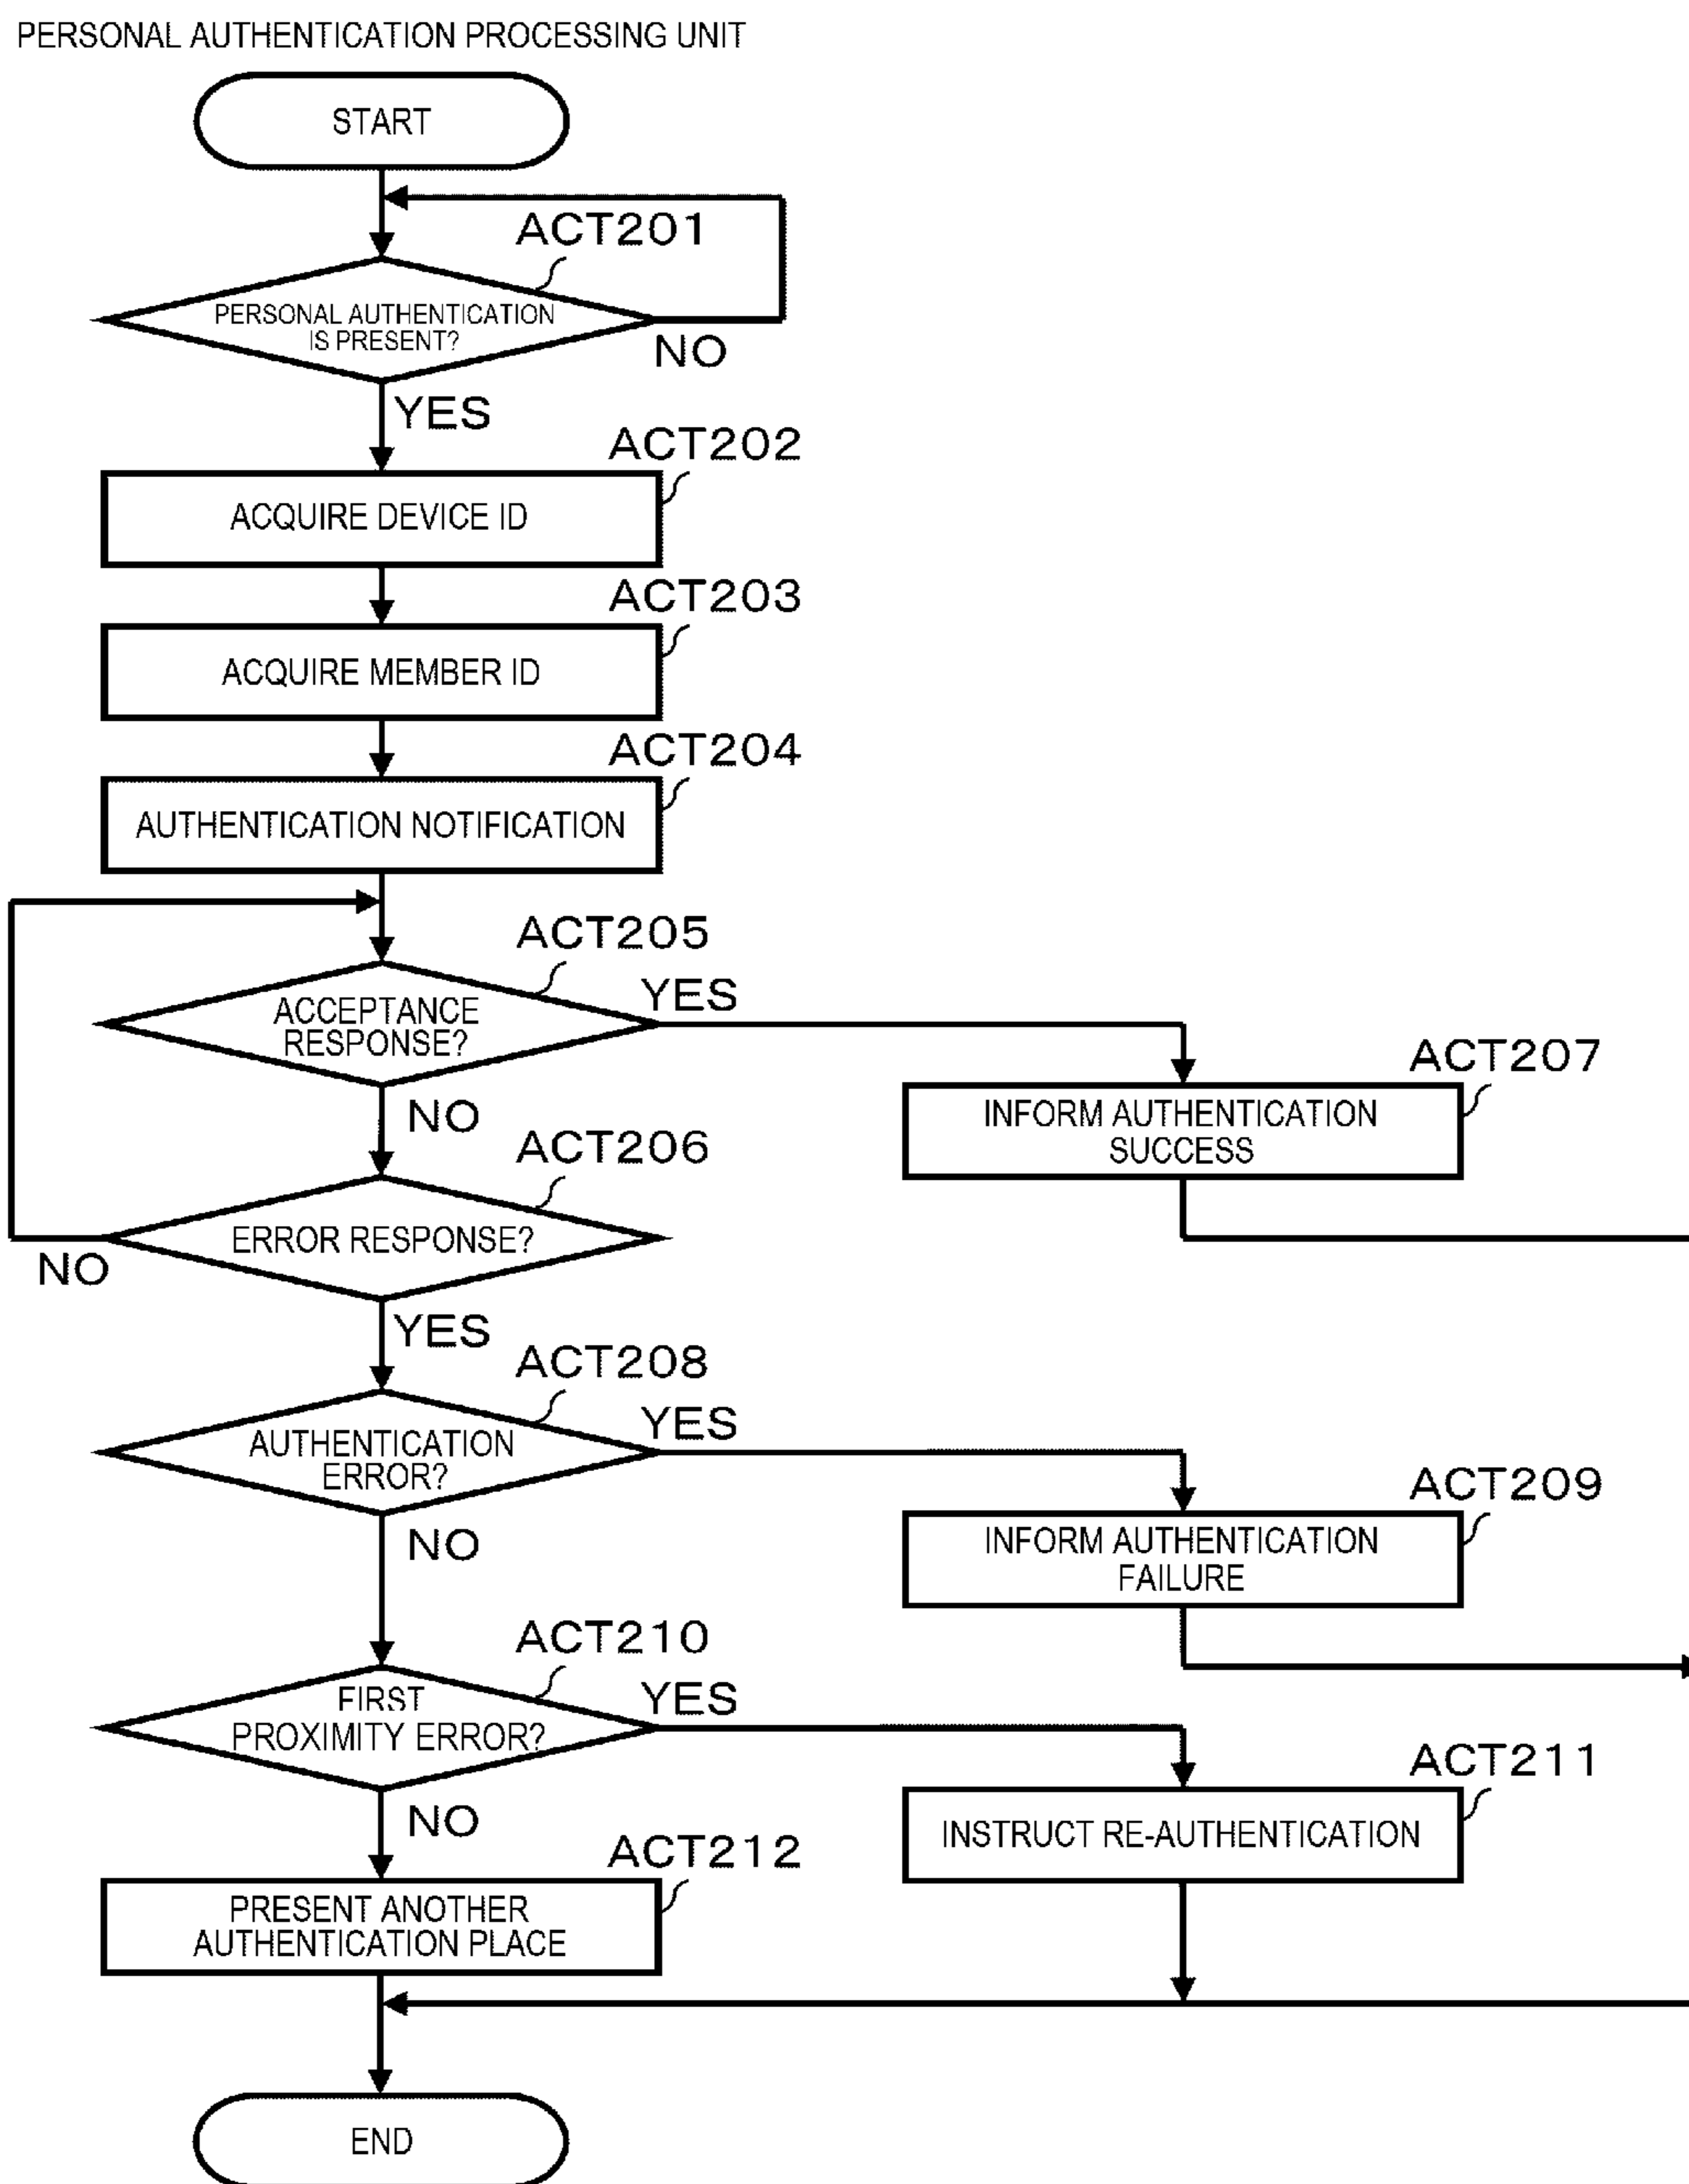 PERSONAL AUTHENTICATION PROCESSING UNIT
START
ACT201
PERSONAL AUTHENTICATION
IS PRESENT?
NO
YES
ACT202
ACQUIRE DEVICE ID
ACT203
ACQUIRE MEMBER ID
ACT204
AUTHENTICATION NOTIFICATION
ACT205
YES
ACCEPTANCE
RESPONSE?
ACT207
INFORM AUTHENTICATION
SUCCESS
NO
ACT206
ERROR RESPONSE?
NO
YES
ACT208
YES
AUTHENTICATION
ERROR?
ACT209
INFORM AUTHENTICATION
FAILURE
NO
ACT210
YES
FIRST
PROXIMITY ERROR?
ACT211
INSTRUCT RE-AUTHENTICATION
NO
ACT212
PRESENT ANOTHER
AUTHENTICATION PLACE
END